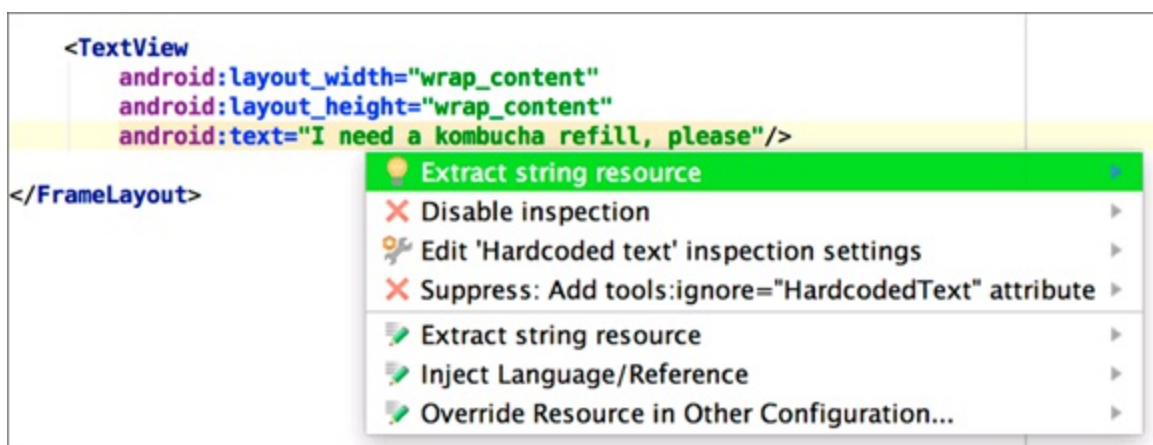 <TextView
android:layout_width="wrap_content"
android:layout_height="wrap_content"
android:text="I need a kombucha refill, please"/>
Extract string resource
</FrameLayout>
Disable inspection
Edit 'Hardcoded text' inspection settings
Suppress: Add tools:ignore="HardcodedText" attribute
Extract string resource
Inject Language/Reference
Override Resource in Other Configuration...